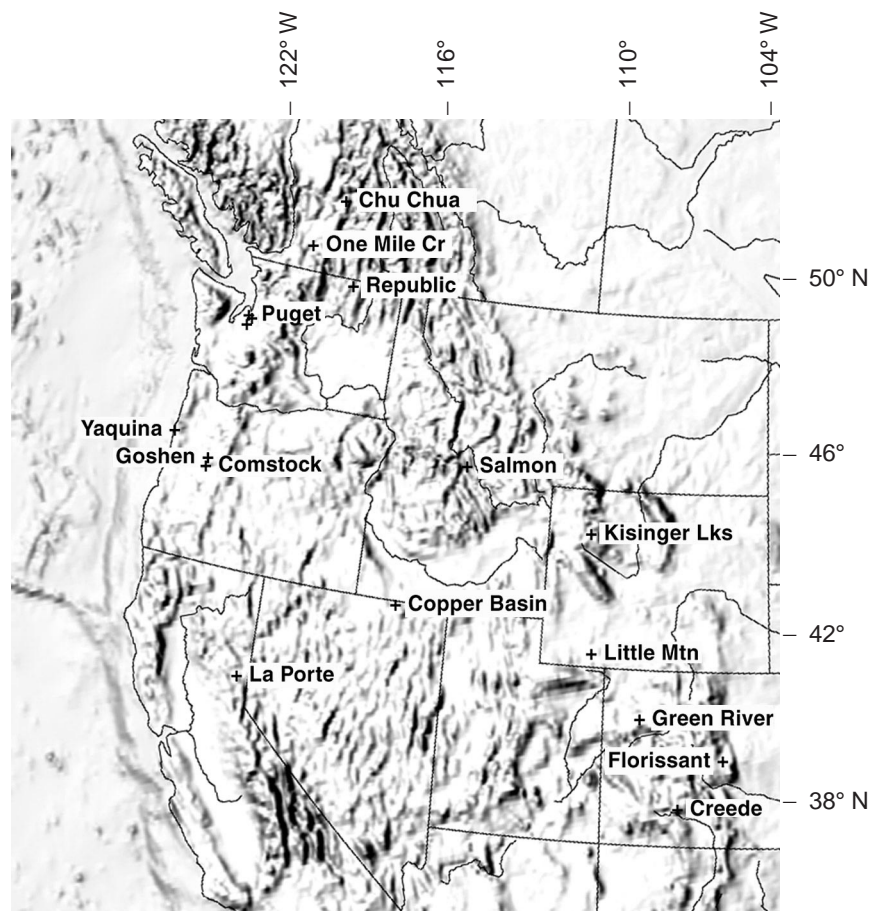 122° W
116°
110°
104° W
Chu Chua
One Mile Cr
50° N
Republic
Puget
Yaquina
46°
Goshen
Comstock
Salmon
Kisinger Lks
Copper Basin
42°
Little Mtn
La Porte
Green River
Florissant
38° N
Creede